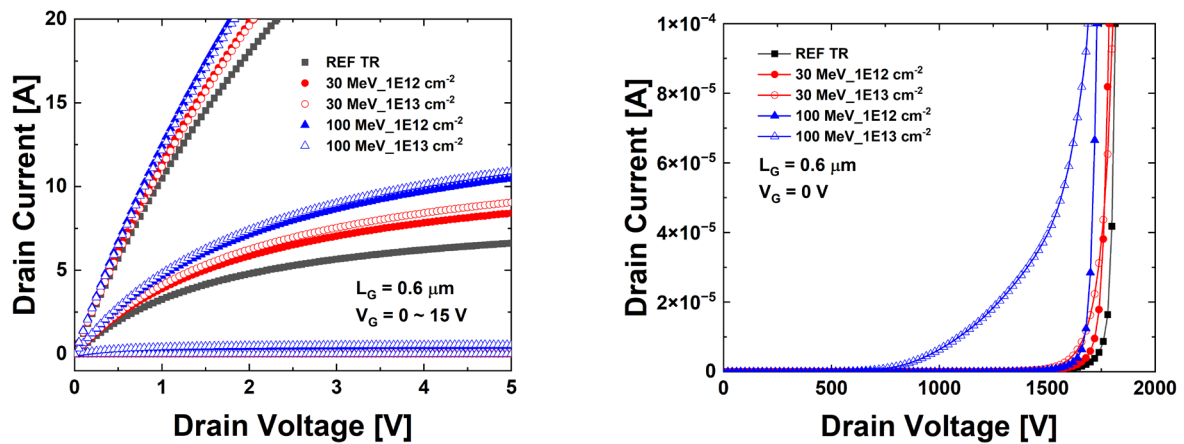 20
15
10
5
0
Drain Current [A]
REF TR
30 MeV_1E12 cm-2
30 MeV_1E13 cm-2
100 MeV_1E12 cm-2
100 MeV_1E13 cm-2
LG = 0.6 μm
VG = 0 ~ 15 V
0 1 2 3 4 5
Drain Voltage [V]
1×10-4
8×10-5
6×10-5
4×10-5
2×10-5
0
Drain Current [A]
REF TR
30 MeV_1E12 cm-2
30 MeV_1E13 cm-2
100 MeV_1E12 cm-2
100 MeV_1E13 cm-2
LG = 0.6 μm
VG = 0 V
0 500 1000 1500 2000
Drain Voltage [V]